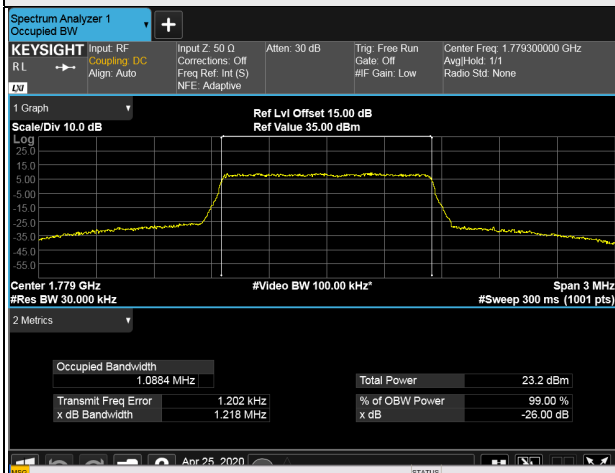 Spectrum Analyzer 1
Occupied BW
KEYSIGHT
R L
LXI
Input: RF
Coupling: DC
Align: Auto
Input Z: 50 Ω
Corrections: Off
Freq Ref: Int (S)
NFE: Adaptive
Atten: 30 dB
Trig: Free Run
Gate: Off
#IF Gain: Low
Center Freq: 1.779300000 GHz
Avg|Hold: 1/1
Radio Std: None
1 Graph
Scale/Div 10.0 dB
Ref Lvl Offset 15.00 dB
Ref Value 35.00 dBm
Log
25.0
15.0
5.00
-5.00
-15.0
-25.0
-35.0
-45.0
-55.0
Center 1.779 GHz
#Video BW 100.00 kHz*
Span 3 MHz
#Res BW 30.000 kHz
#Sweep 300 ms (1001 pts)
2 Metrics
Occupied Bandwidth
1.0884 MHz
Total Power 23.2 dBm
Transmit Freq Error 1.202 kHz
% of OBW Power 99.00 %
x dB Bandwidth 1.218 MHz
x dB -26.00 dB
Apr 25, 2020
MSG
STATUS